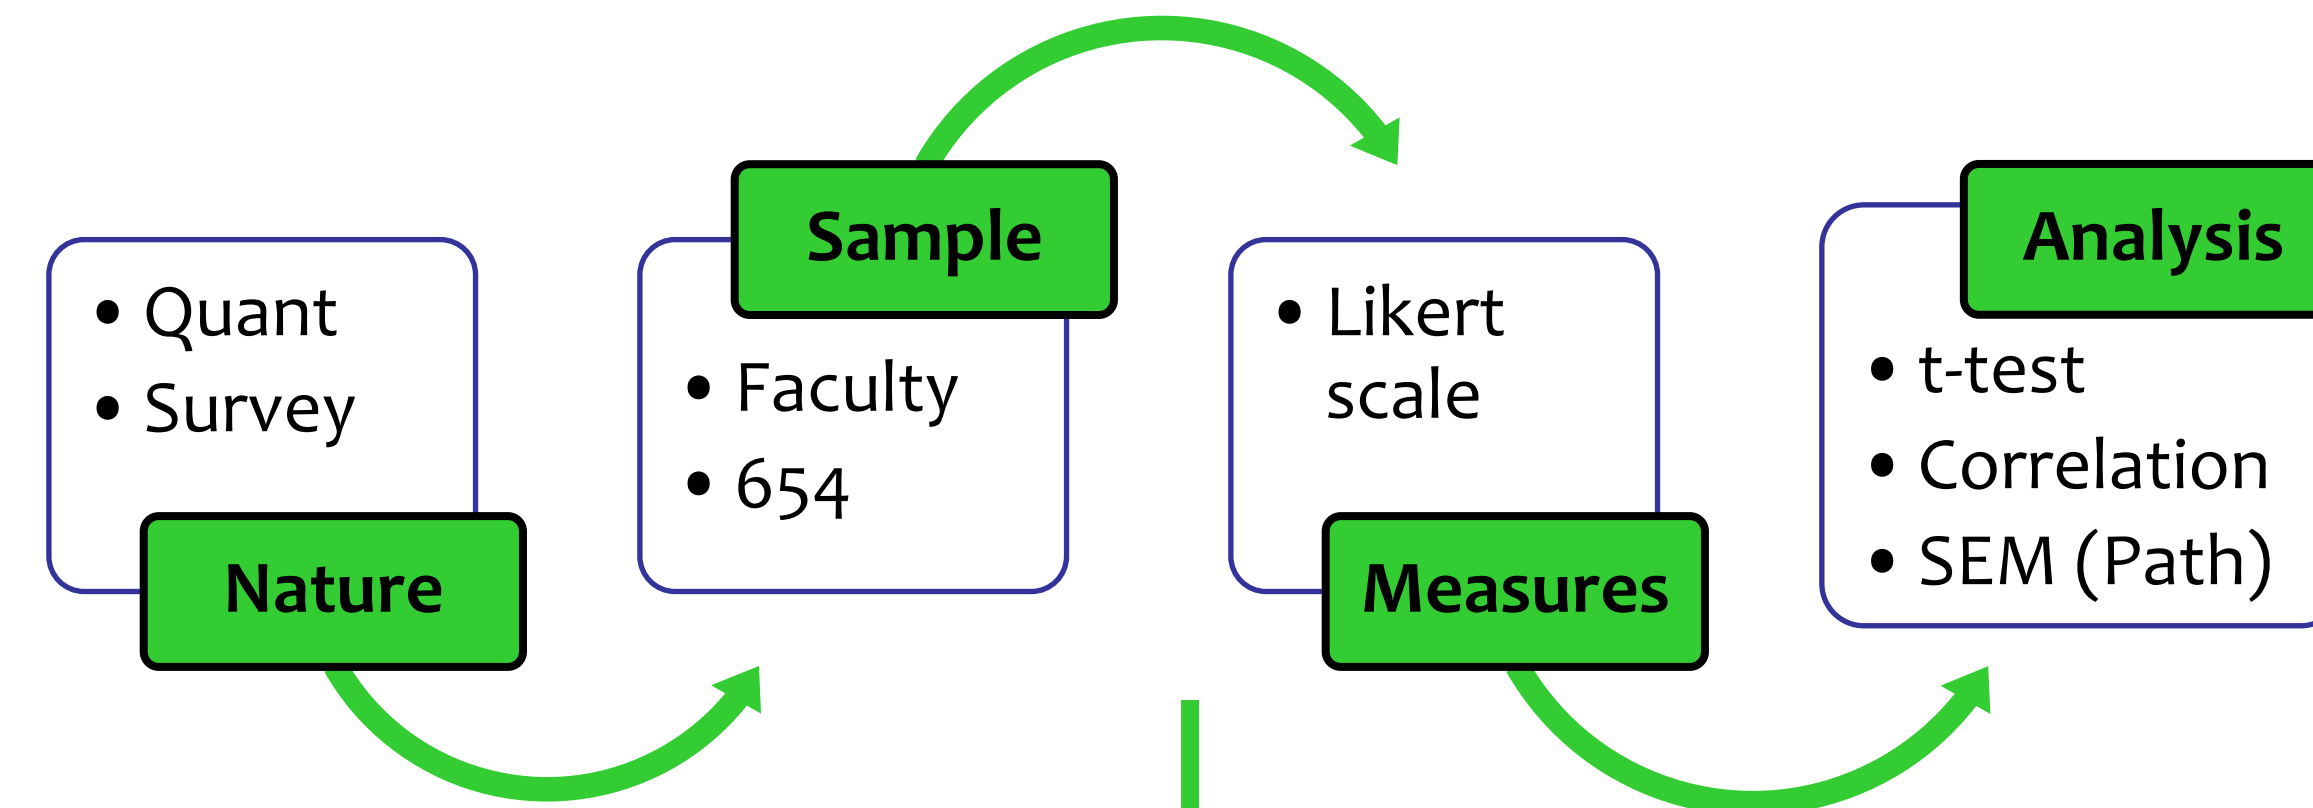 • Quant
• Survey
Nature
Sample
• Faculty
• 654
• Likert
scale
Measures
Analysis
• t-test
• Correlation
• SEM (Path)